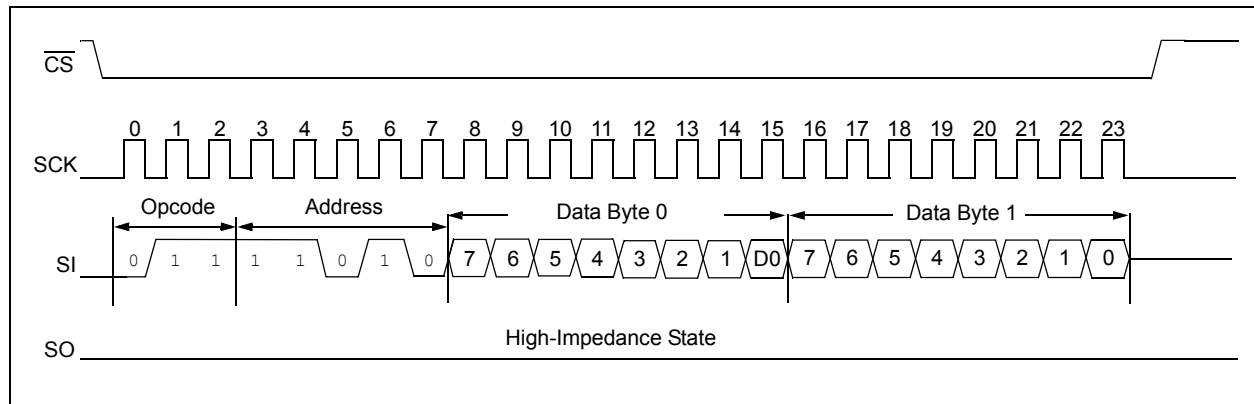 CS
0 1 2 3 4 5 6 7 8 9 10 11 12 13 14 15 16 17 18 19 20 21 22 23
SCK
Opcode Address Data Byte 0 Data Byte 1
SI 0 1 1 1 1 0 1 0 7 6 5 4 3 2 1 D0 7 6 5 4 3 2 1 0
High-Impedance State
SO